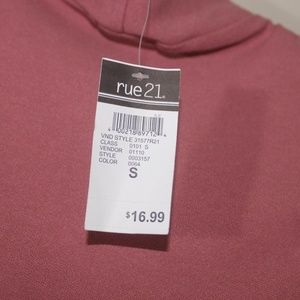 rue21
VND STYLE 31577R21
CLASS 0101 S
VENDOR 01110
STYLE 0003157
COLOR 0064
S
$16.99